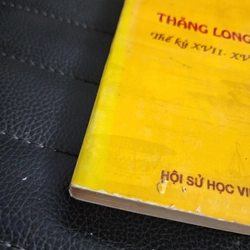 THĂNG LONG
Thế kỷ XVII - XV
HỘI SỬ HỌC VI